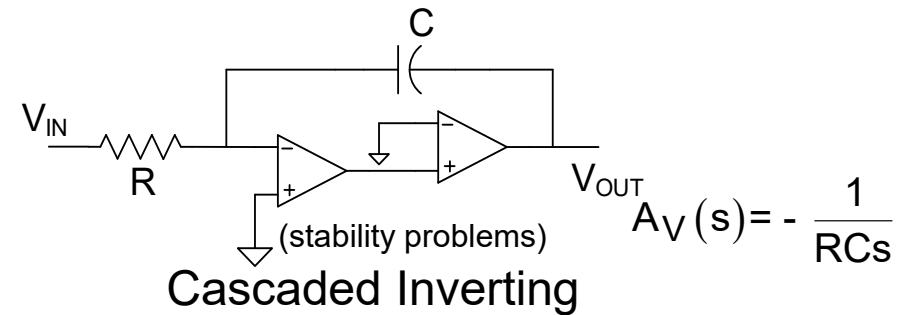 C
V_IN
R
−
+
−
+
V_OUT
(stability problems)
A_V(s) = - 1/RCs
Cascaded Inverting